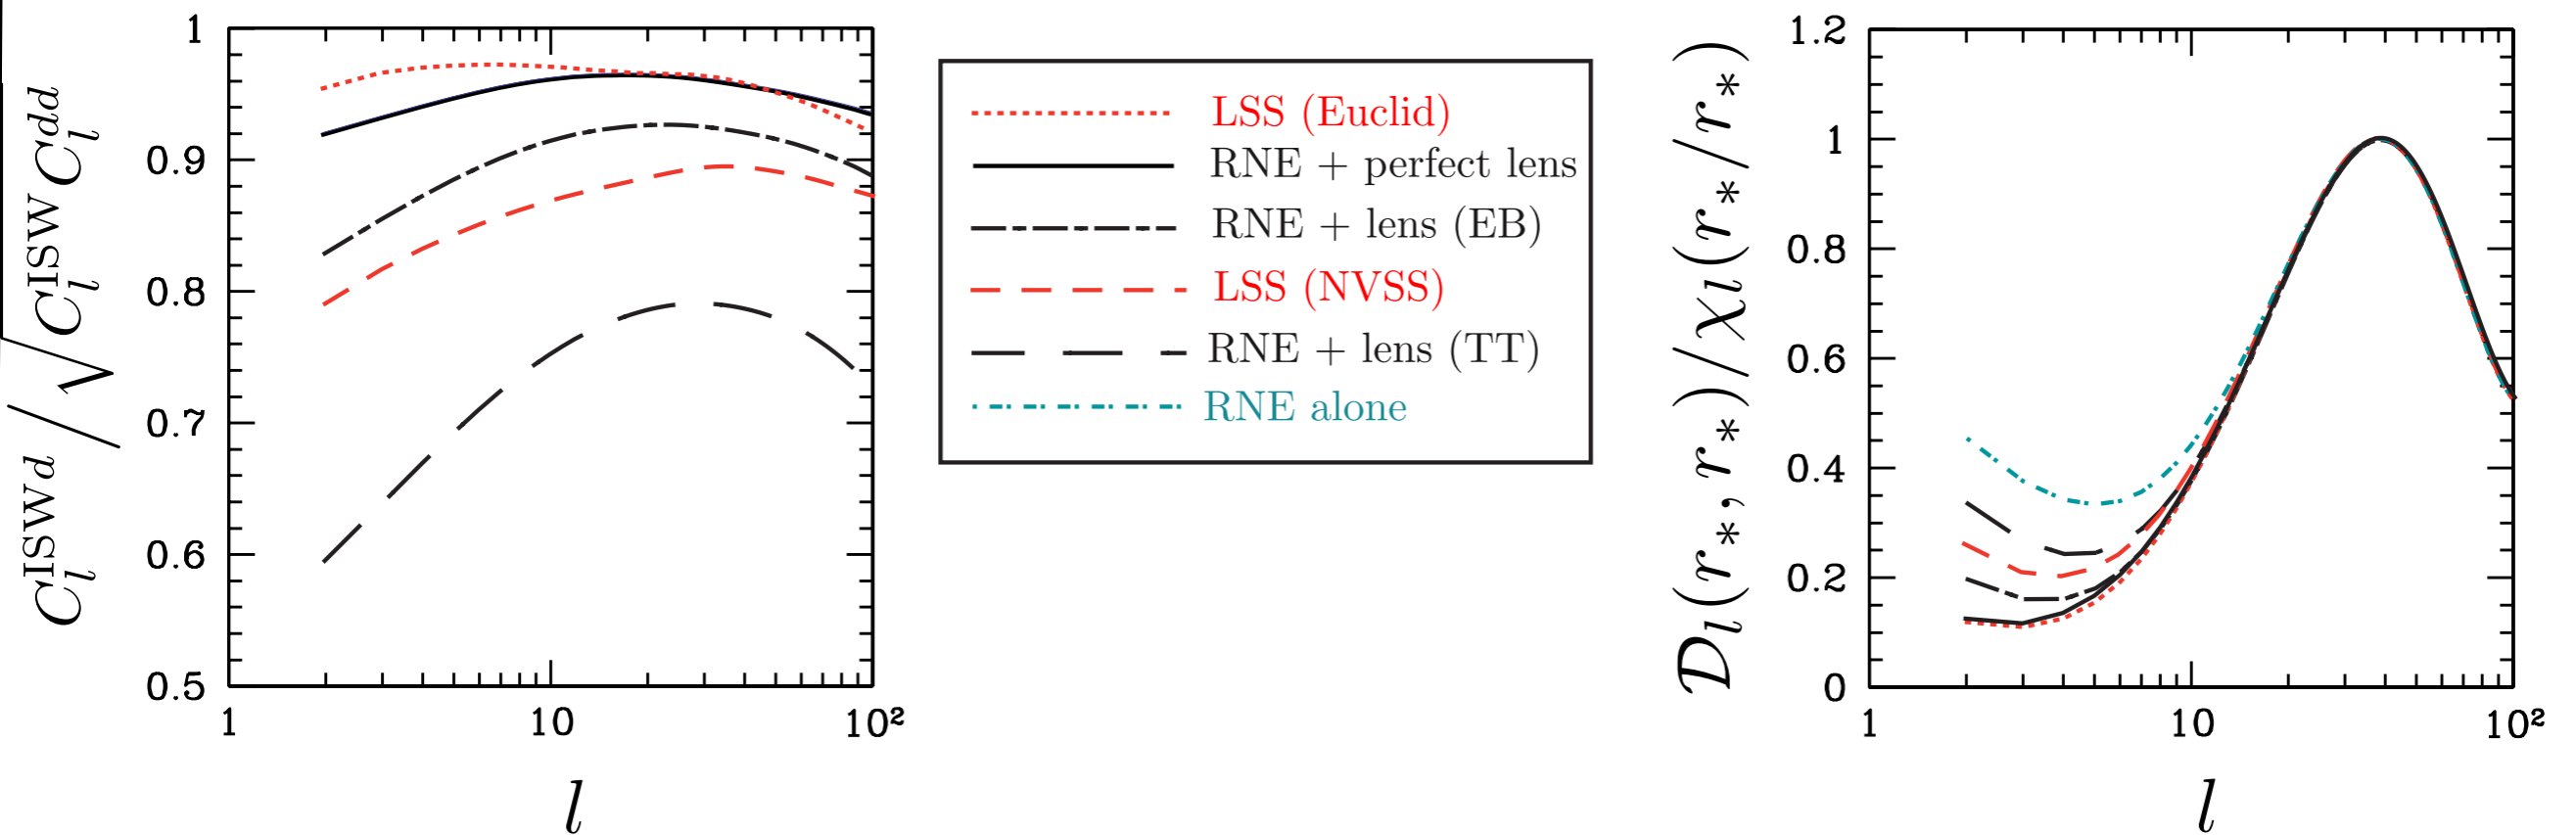 C_l^{ISWd} / √C_l^{ISW} C_l^{dd}
1
0.9
0.8
0.7
0.6
0.5
1 10 10²
l
LSS (Euclid)
RNE + perfect lens
RNE + lens (EB)
LSS (NVSS)
RNE + lens (TT)
RNE alone
𝒟_l(r_*, r_*)/χ_l(r_*/r_*)
1.2
1
0.8
0.6
0.4
0.2
0
1 10 10²
l